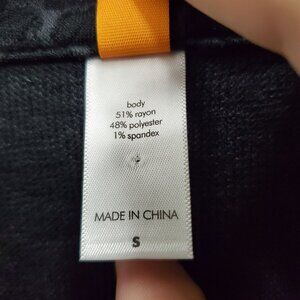 body
51% rayon
48% polyester
1% spandex
MADE IN CHINA
S